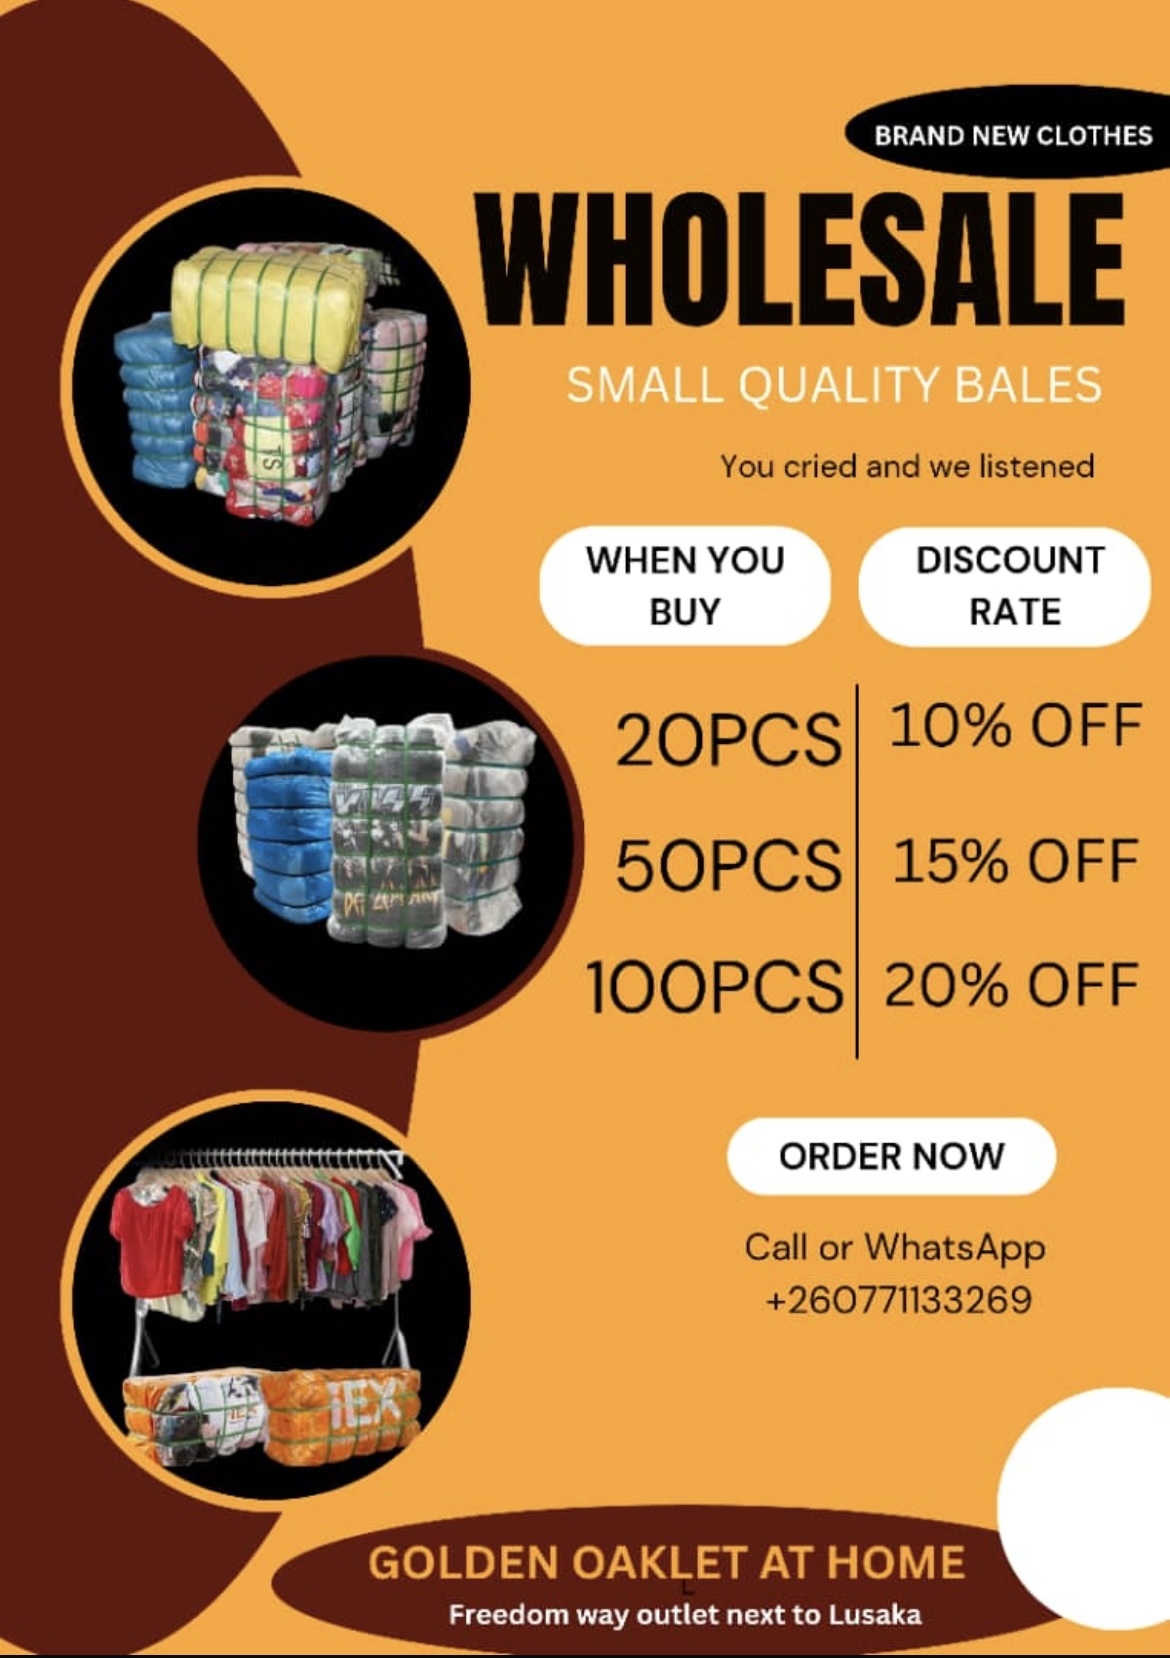 BRAND NEW CLOTHES
WHOLESALE
SMALL QUALITY BALES
You cried and we listened
WHEN YOU
BUY
DISCOUNT
RATE
20PCS
10% OFF
50PCS
15% OFF
100PCS
20% OFF
ORDER NOW
Call or WhatsApp
+260771133269
IEX
GOLDEN OAKLET AT HOME
Freedom way outlet next to Lusaka